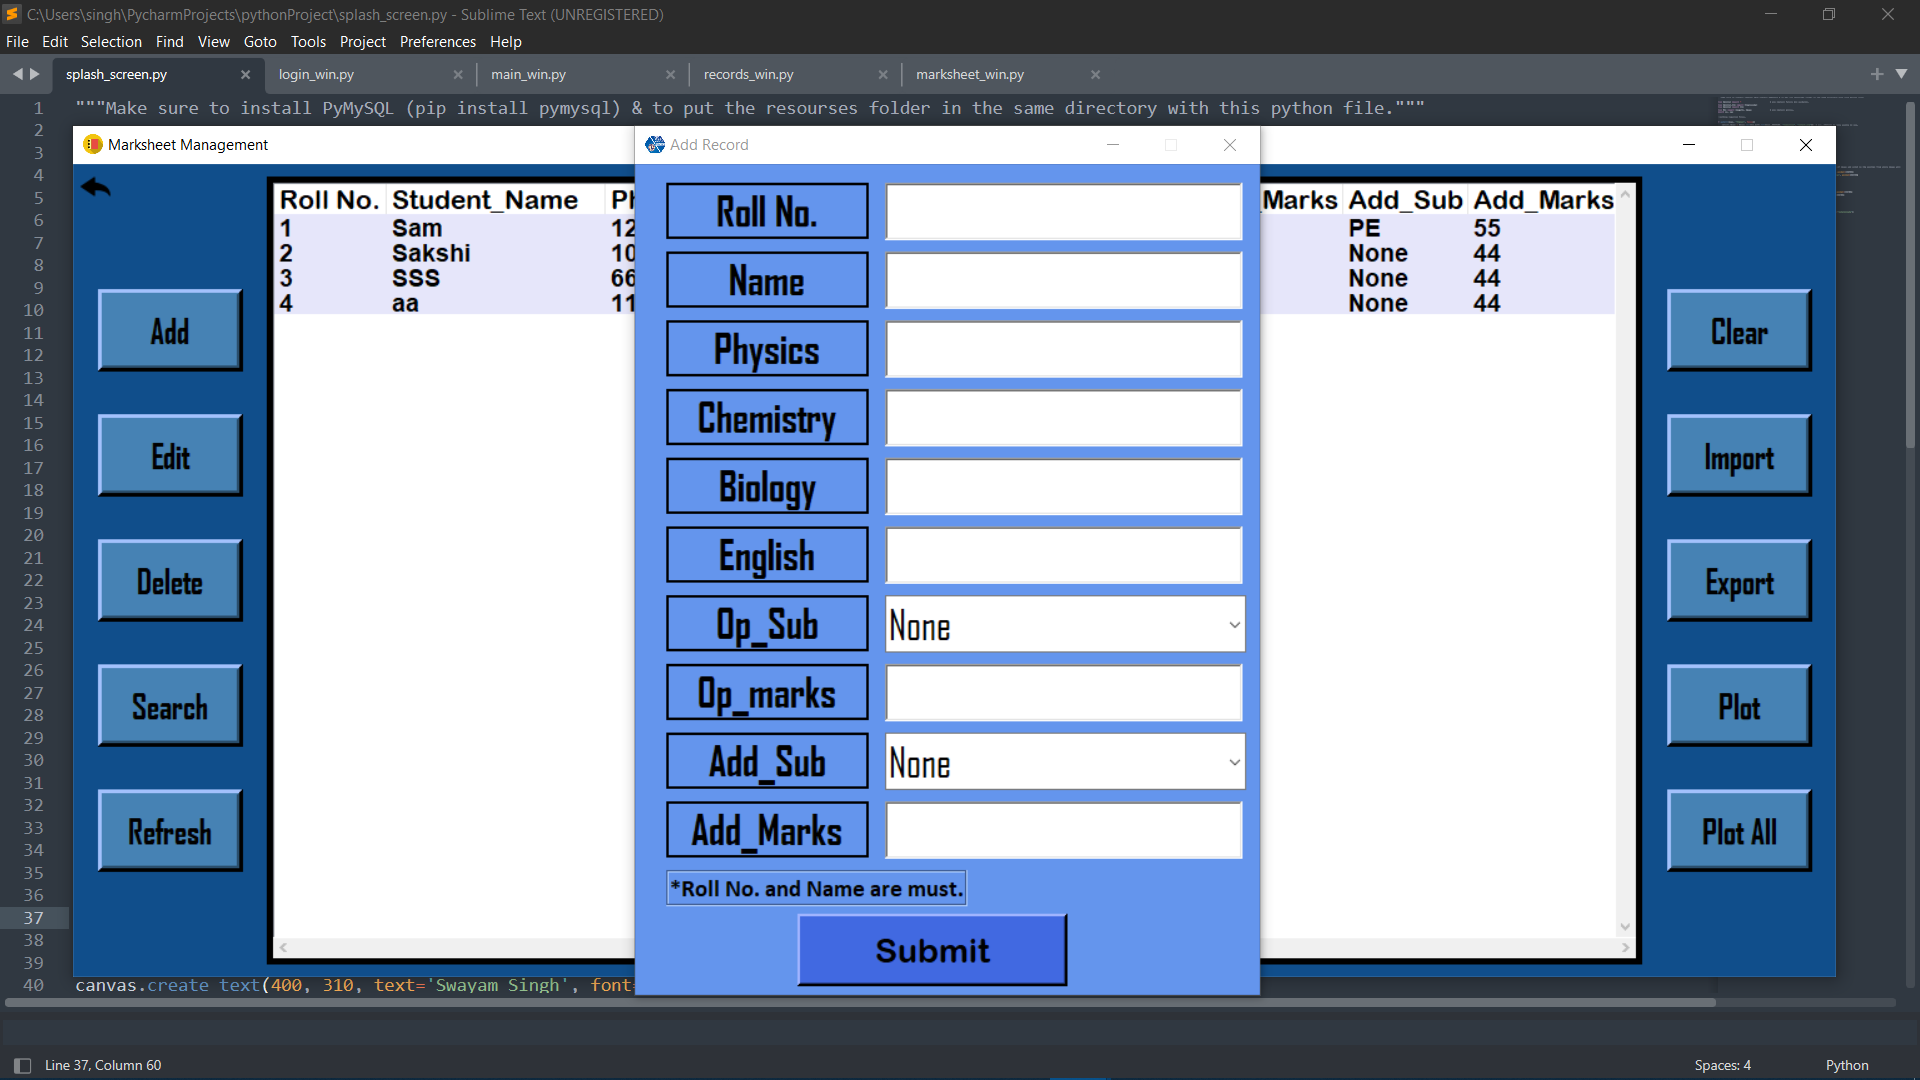 C:\Users\singh\PycharmProjects\pythonProject\splash_screen.py - Sublime Text (UNREGISTERED)
File Edit Selection Find View Goto Tools Project Preferences Help
splash_screen.py login_win.py main_win.py records_win.py marksheet_win.py
1 """Make sure to install PyMySQL (pip install pymysql) & to put the resourses folder in the same directory with this python file."""
2
3
4
5
6
7
8
9
10
11
12
13
14
15
16
17
18
19
20
21
22
23
24
25
26
27
28
29
30
31
32
33
34
35
36
37
38
39
40 canvas.create_text(400, 310, text='Swayam Singh', font=
Marksheet Management
Add
Edit
Delete
Search
Refresh
Roll No. Student_Name Ph
1 Sam 12
2 Sakshi 10
3 SSS 66
4 aa 11
_Marks Add_Sub Add_Marks
PE 55
None 44
None 44
None 44
Add Record
Roll No.
Name
Physics
Chemistry
Biology
English
Op_Sub None
Op_marks
Add_Sub None
Add_Marks
*Roll No. and Name are must.
Submit
Clear
Import
Export
Plot
Plot All
Line 37, Column 60
Spaces: 4
Python